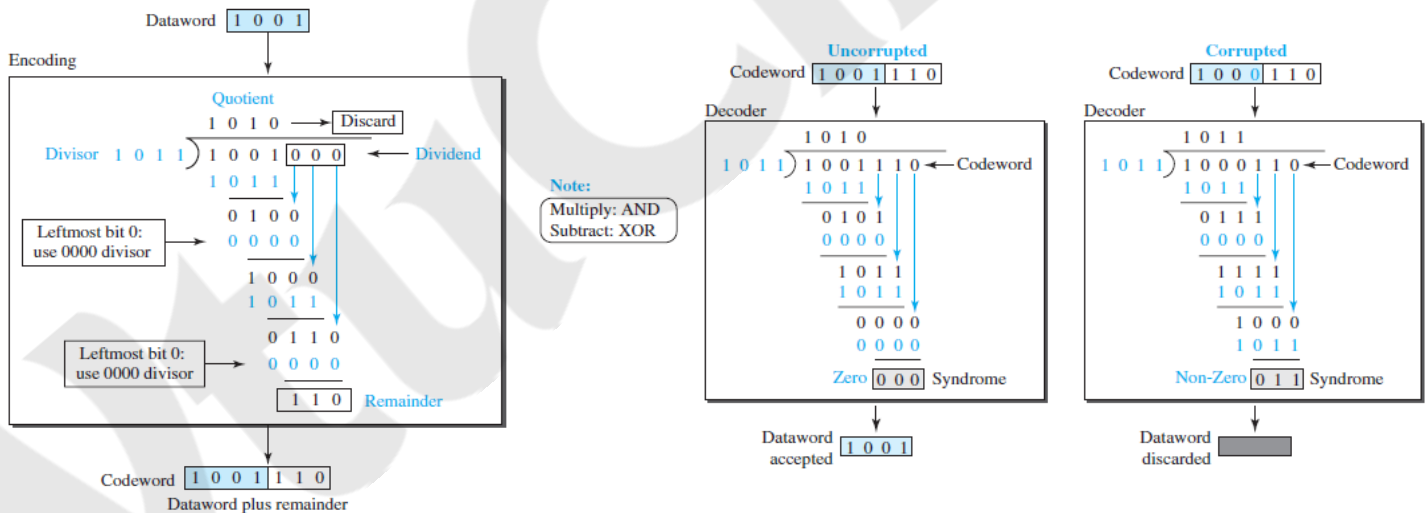 Dataword 1 0 0 1
Encoding
Quotient
1 0 1 0 Discard
Divisor 1 0 1 1 ) 1 0 0 1 0 0 0 Dividend
1 0 1 1
0 1 0 0
Leftmost bit 0:
use 0000 divisor
0 0 0 0
1 0 0 0
1 0 1 1
0 1 1 0
Leftmost bit 0:
use 0000 divisor
0 0 0 0
1 1 0 Remainder
Codeword 1 0 0 1 1 1 0
Dataword plus remainder
Note:
Multiply: AND
Subtract: XOR
Uncorrupted
Codeword 1 0 0 1 1 1 0
Decoder
1 0 1 0
1 0 1 1 ) 1 0 0 1 1 1 0 Codeword
1 0 1 1
0 1 0 1
0 0 0 0
1 0 1 1
1 0 1 1
0 0 0 0
0 0 0 0
Zero 0 0 0 Syndrome
Dataword
accepted 1 0 0 1
Corrupted
Codeword 1 0 0 0 1 1 0
Decoder
1 0 1 1
1 0 1 1 ) 1 0 0 0 1 1 0 Codeword
1 0 1 1
0 1 1 1
0 0 0 0
1 1 1 1
1 0 1 1
1 0 0 0
1 0 1 1
Non-Zero 0 1 1 Syndrome
Dataword
discarded